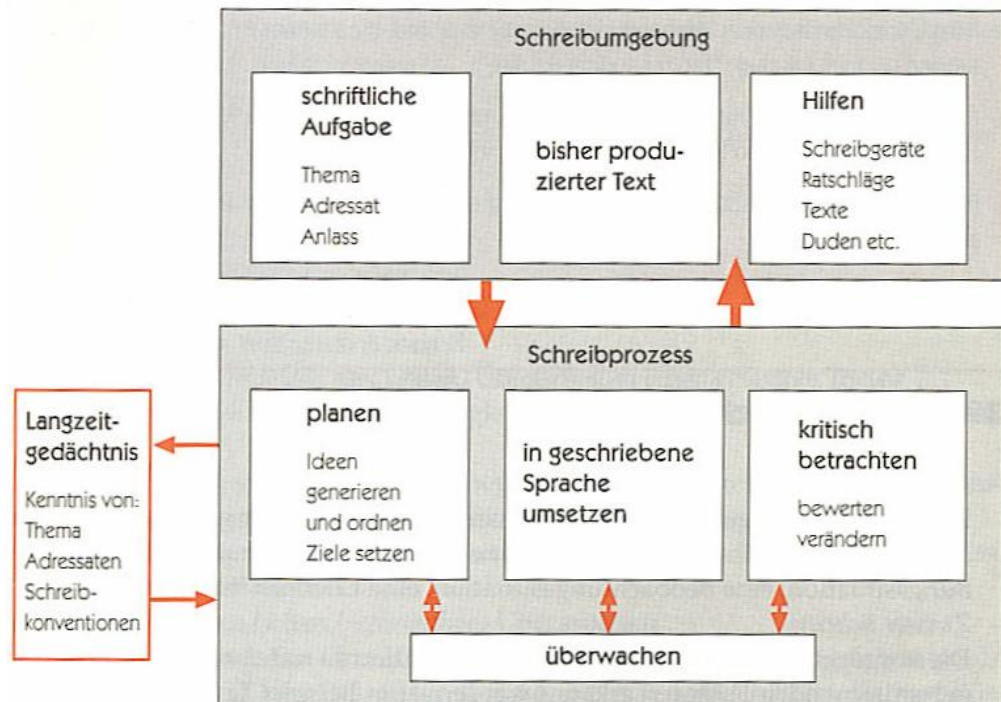 Schreibumgebung
schriftliche
Aufgabe
Thema
Adressat
Anlass
bisher produ-
zierter Text
Hilfen
Schreibgeräte
Ratschläge
Texte
Duden etc.
Schreibprozess
Langzeit-
gedächtnis
Kenntnis von:
Thema
Adressaten
Schreib-
konventionen
planen
Ideen
generieren
und ordnen
Ziele setzen
in geschriebene
Sprache
umsetzen
kritisch
betrachten
bewerten
verändern
überwachen